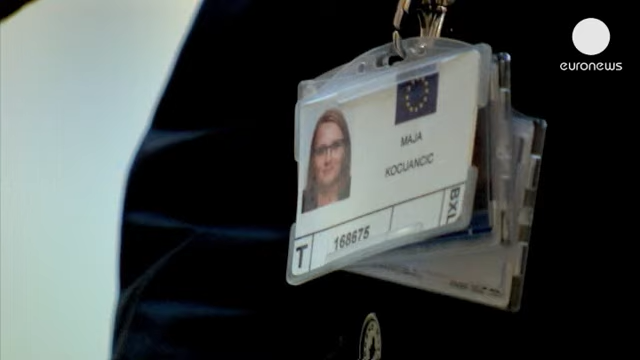 euronews
MAJA
KOCIJANCIC
BXL
T 168675